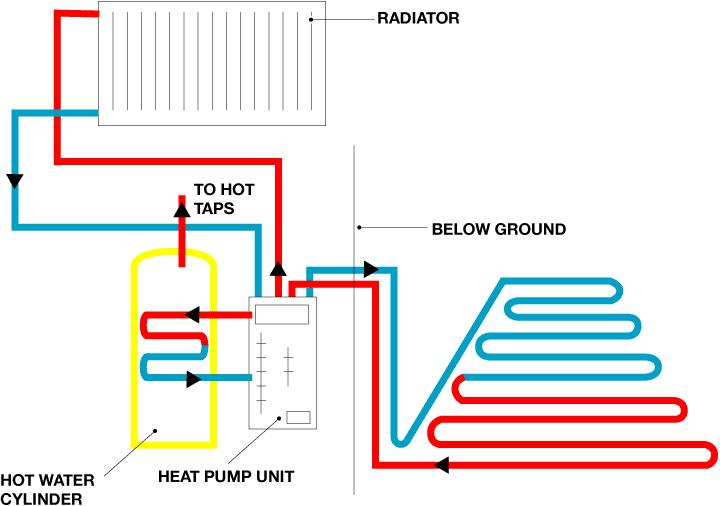 RADIATOR
TO HOT
TAPS
BELOW GROUND
HOT WATER
CYLINDER
HEAT PUMP UNIT